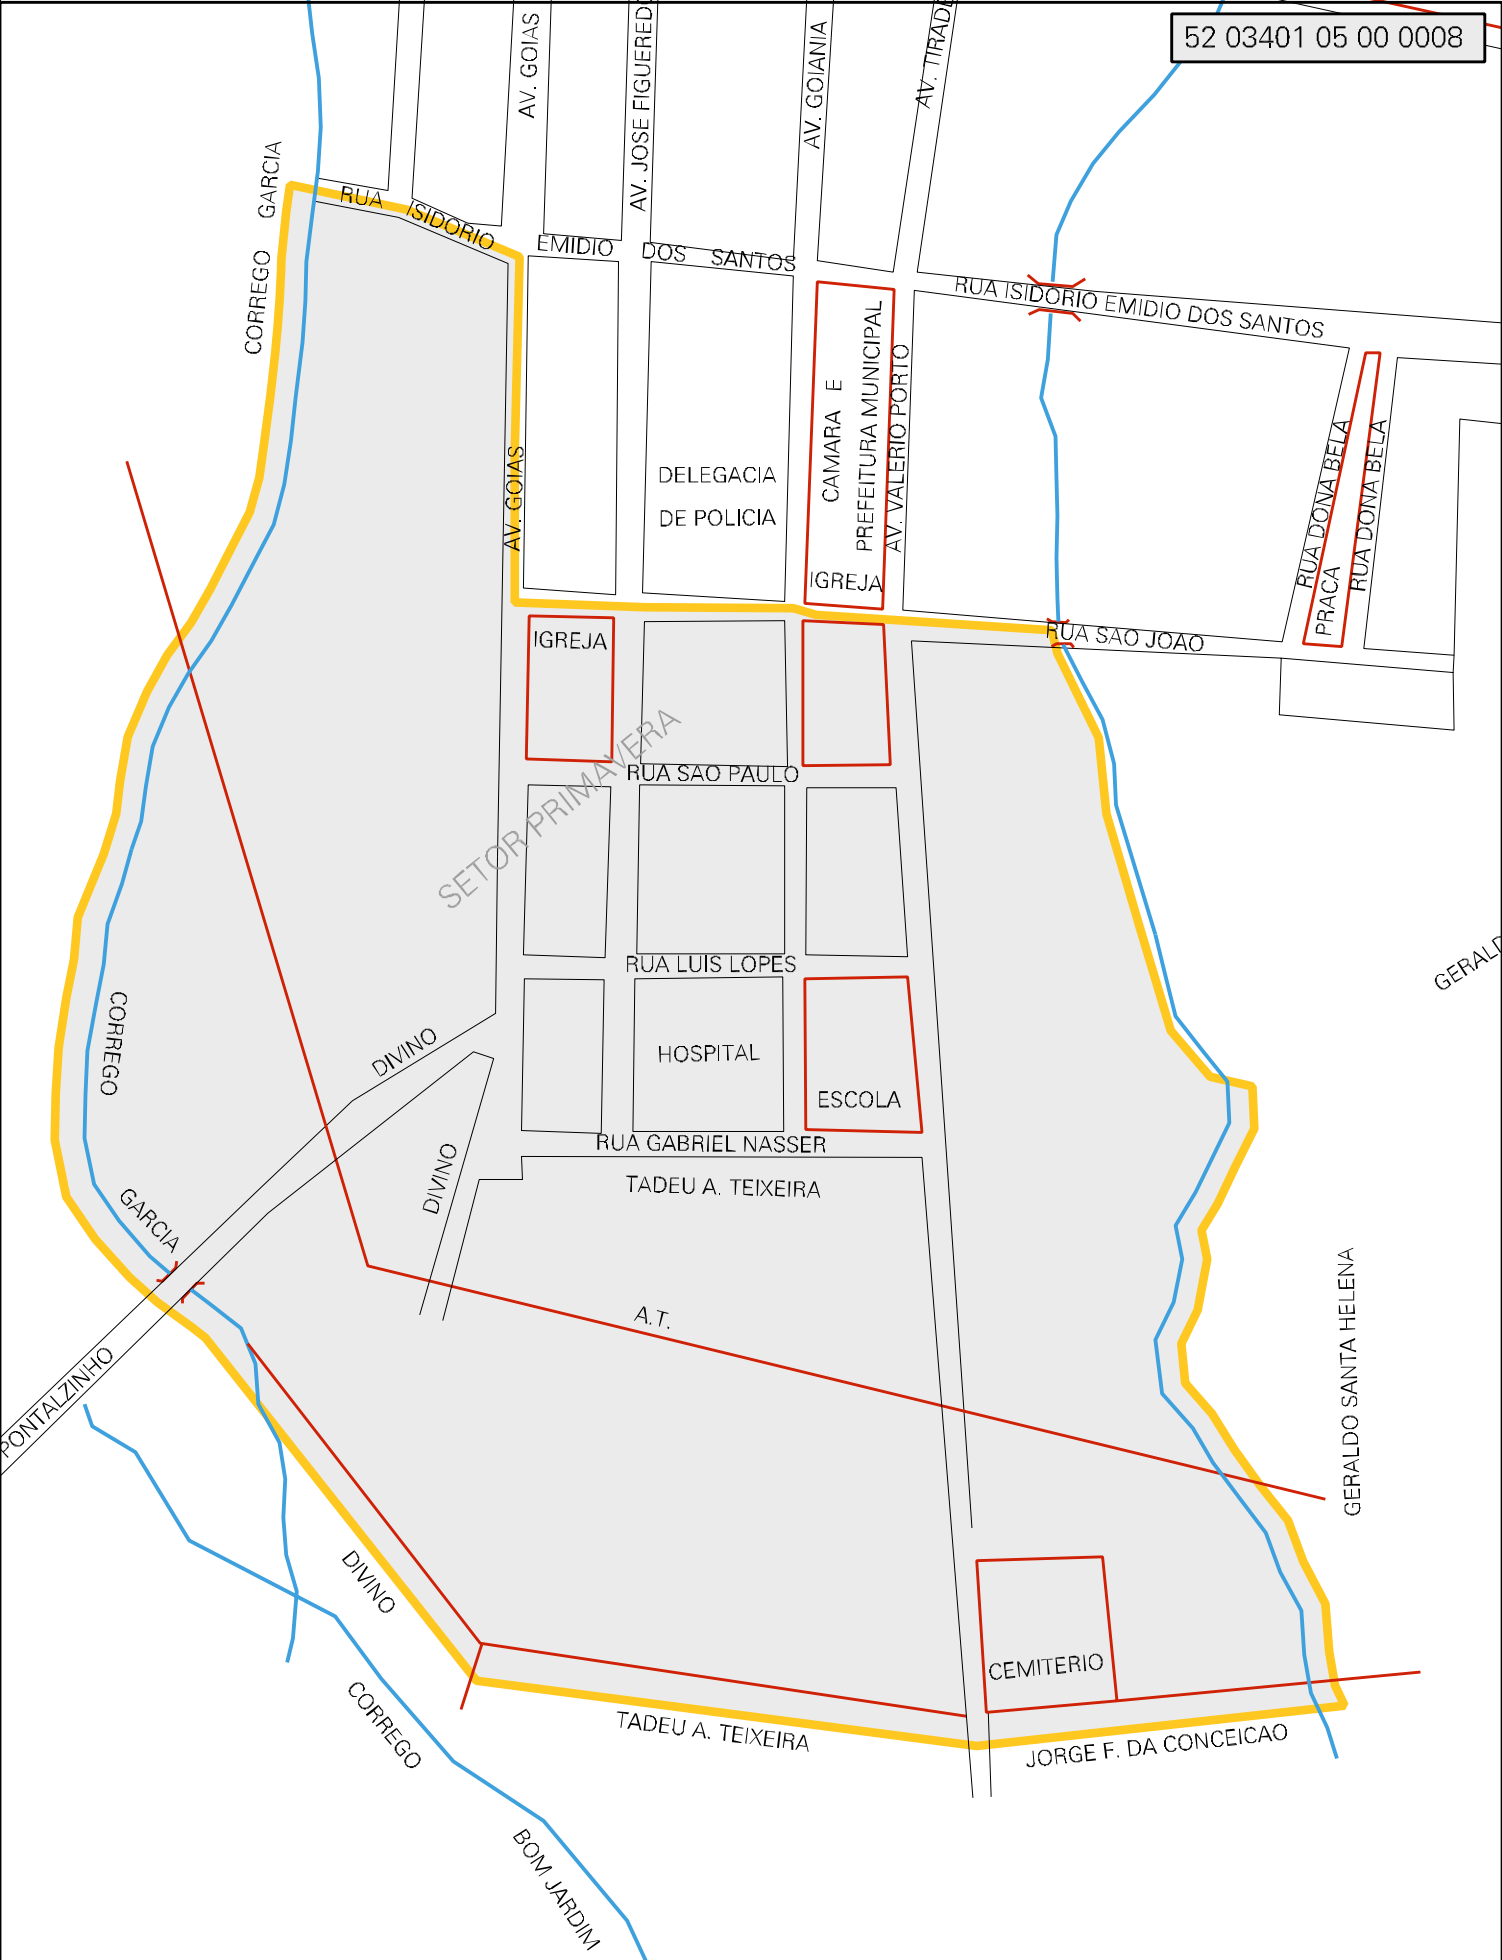 52 03401 05 00 0008
AV. GOIAS
AV. JOSE FIGUERED
AV. GOIANIA
AV. TIRADE
CORREGO GARCIA
RUA ISIDORIO EMIDIO DOS SANTOS
RUA ISIDORIO EMIDIO DOS SANTOS
AV. GOIAS
DELEGACIA
DE POLICIA
CAMARA E
PREFEITURA MUNICIPAL
IGREJA
AV. VALERIO PORTO
RUA DONA BELA
PRACA
RUA DONA BELA
RUA SAO JOAO
IGREJA
SETOR PRIMAVERA
RUA SAO PAULO
RUA LUIS LOPES
GERALD
CORREGO
GARCIA
DIVINO
HOSPITAL
ESCOLA
DIVINO
RUA GABRIEL NASSER
TADEU A. TEIXEIRA
A.T.
GERALDO SANTA HELENA
PONTALZINHO
DIVINO
CEMITERIO
TADEU A. TEIXEIRA
JORGE F. DA CONCEICAO
CORREGO
BOM JARDIM